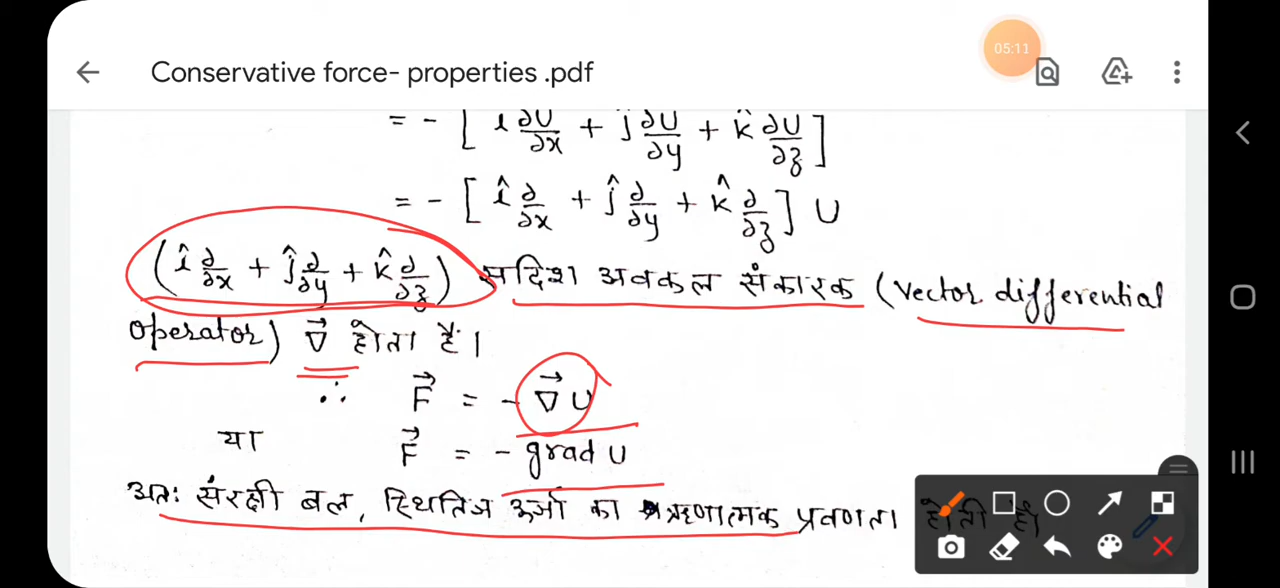 05:11
Conservative force- properties .pdf
= - [ i ∂U/∂x + j ∂U/∂y + k̂ ∂U/∂z ]
= - [ î ∂/∂x + ĵ ∂/∂y + k̂ ∂/∂z ] U
( î ∂/∂x + ĵ ∂/∂y + k̂ ∂/∂z ) सदिश अवकल संकारक (vector differential
operator) ∇⃗ होता है।
∴ F⃗ = - ∇⃗ U
या F⃗ = - grad U
अतः संरक्षी बल, स्थितिज ऊर्जा का ऋणात्मक प्रवणता होती है।